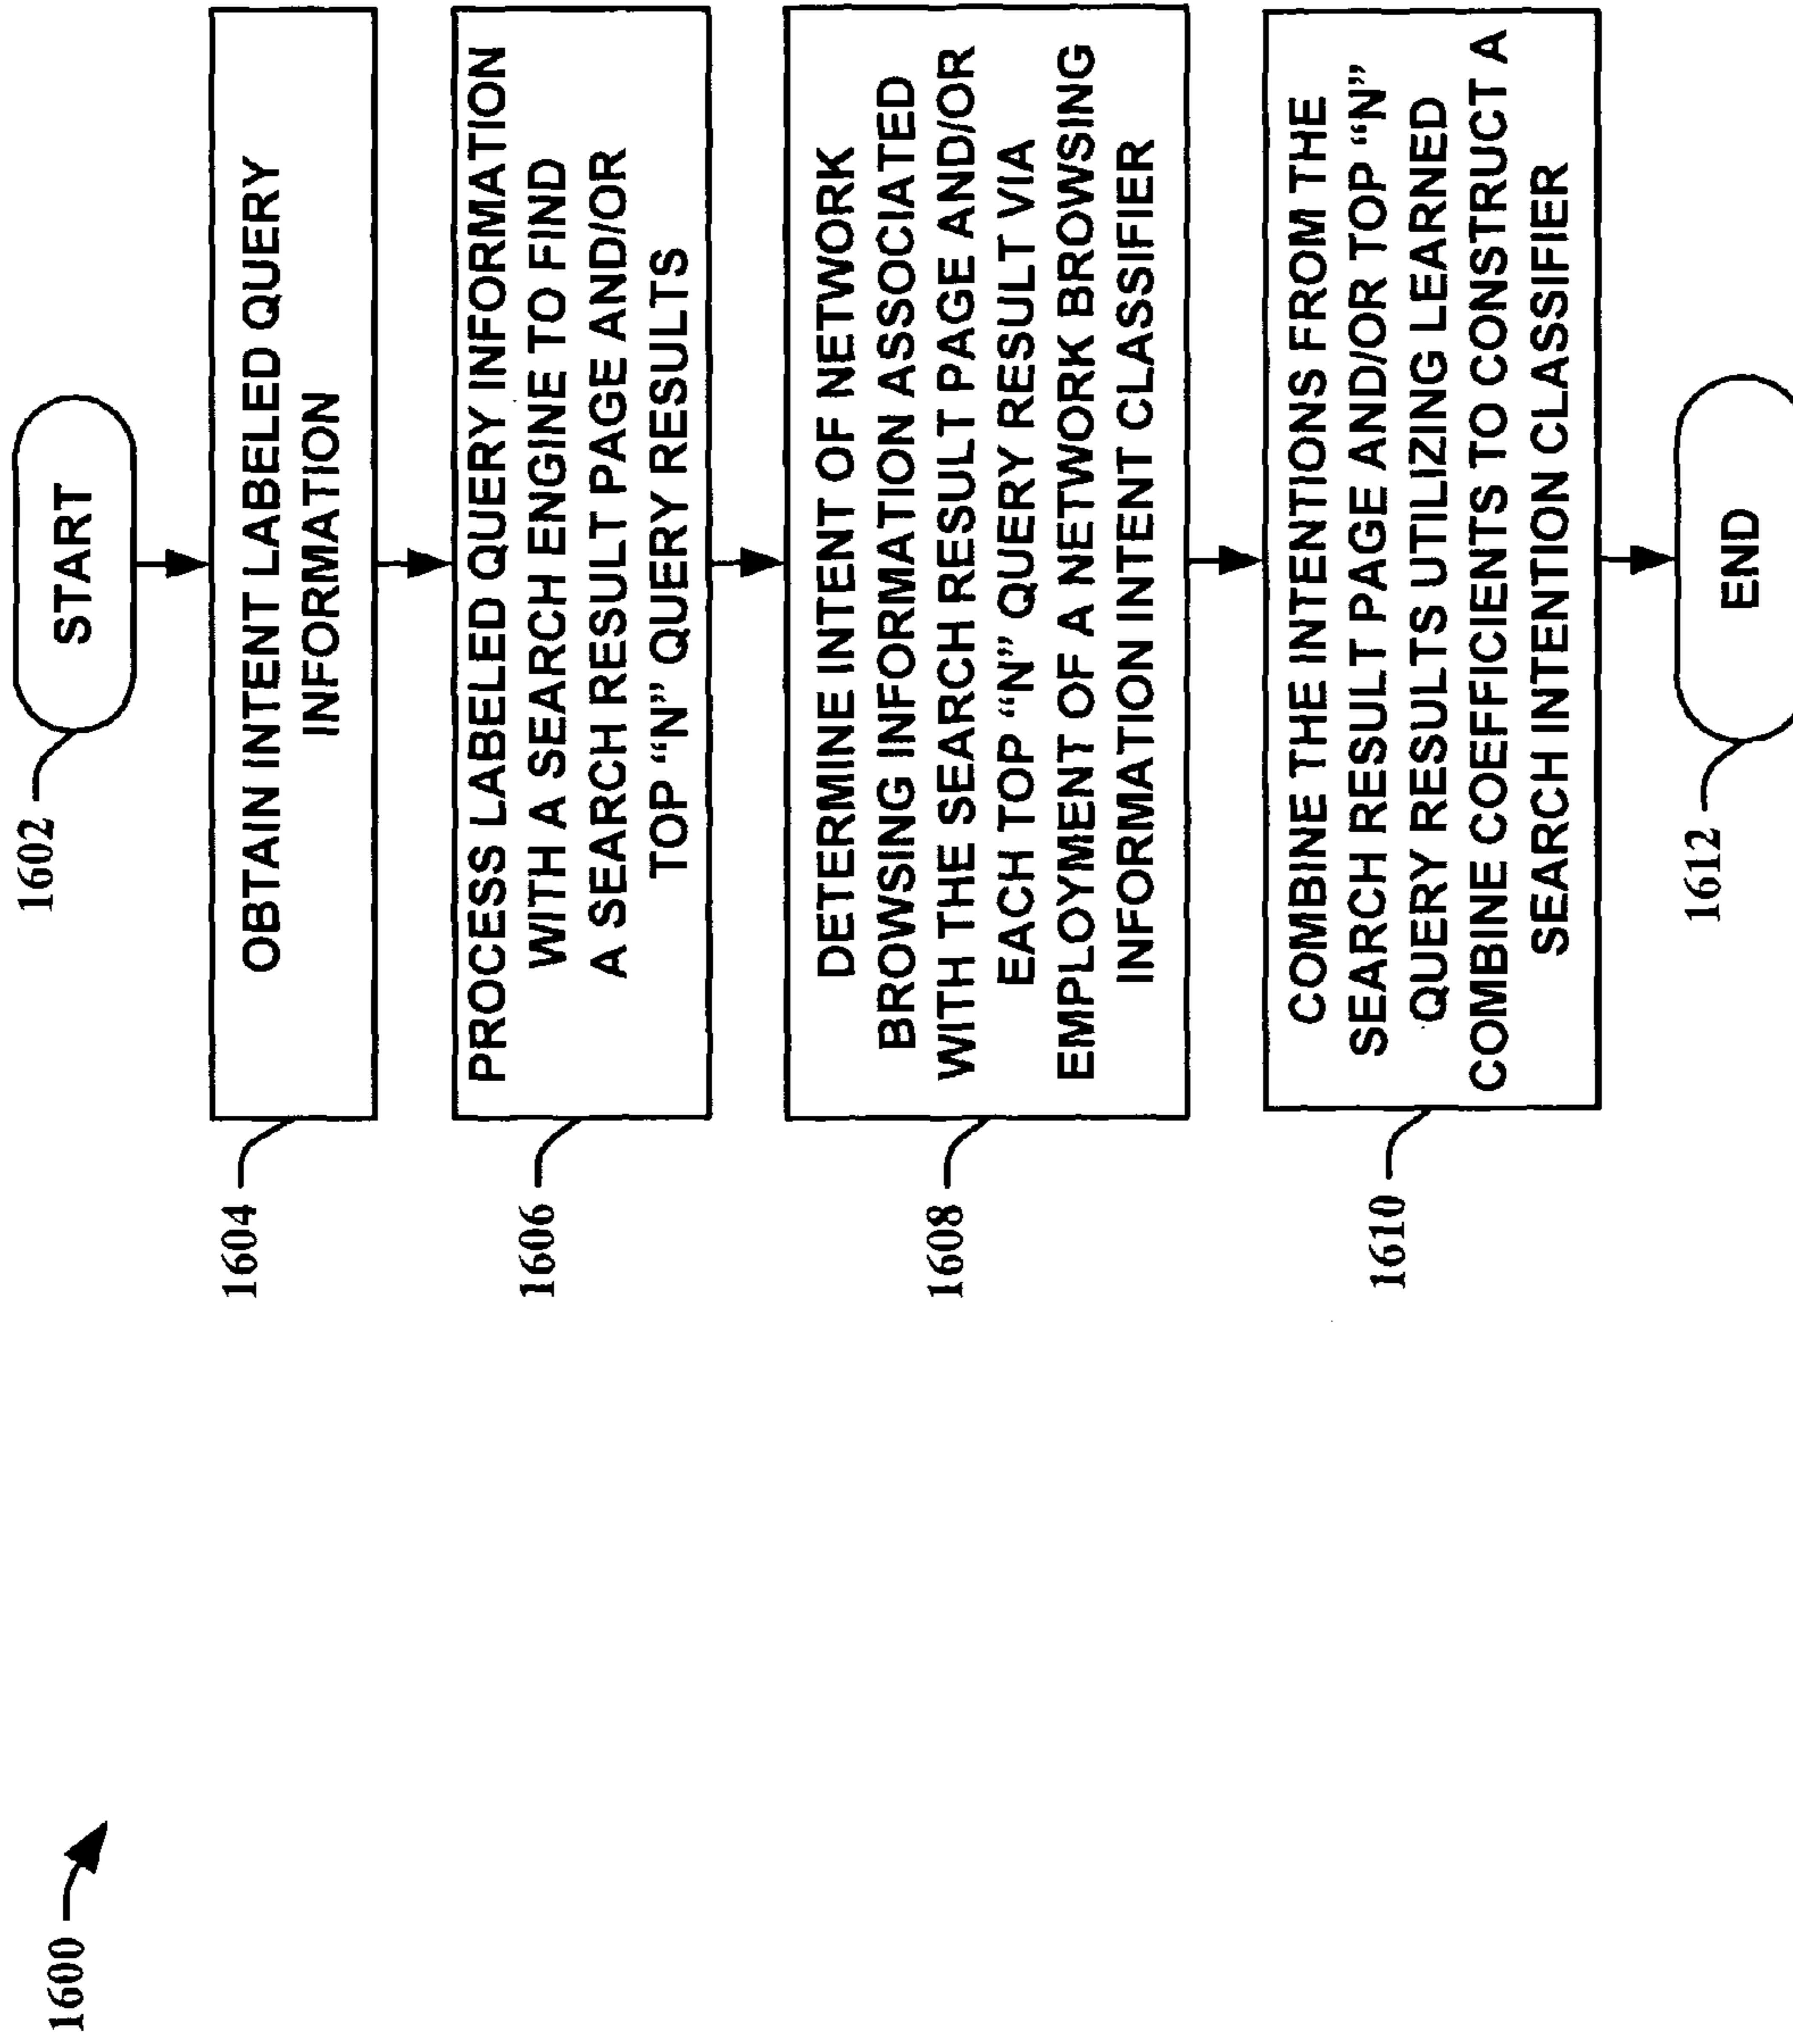 1600
1602
START
1604
OBTAIN INTENT LABELED QUERY
INFORMATION
1606
PROCESS LABELED QUERY INFORMATION
WITH A SEARCH ENGINE TO FIND
A SEARCH RESULT PAGE AND/OR
TOP “N” QUERY RESULTS
1608
DETERMINE INTENT OF NETWORK
BROWSING INFORMATION ASSOCIATED
WITH THE SEARCH RESULT PAGE AND/OR
EACH TOP “N” QUERY RESULT VIA
EMPLOYMENT OF A NETWORK BROWSING
INFORMATION INTENT CLASSIFIER
1610
COMBINE THE INTENTIONS FROM THE
SEARCH RESULT PAGE AND/OR TOP “N”
QUERY RESULTS UTILIZING LEARNED
COMBINE COEFFICIENTS TO CONSTRUCT A
SEARCH INTENTION CLASSIFIER
1612
END